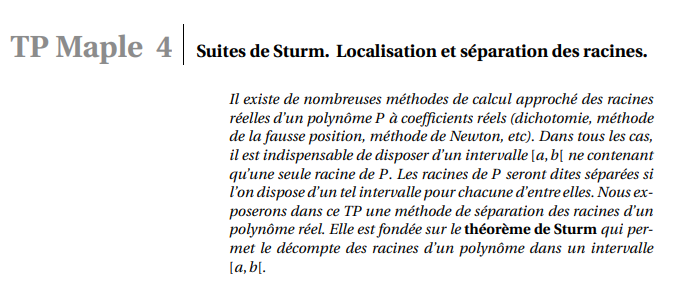 TP Maple 4
Suites de Sturm. Localisation et séparation des racines.
Il existe de nombreuses méthodes de calcul approché des racines
réelles d'un polynôme P à coefficients réels (dichotomie, méthode
de la fausse position, méthode de Newton, etc). Dans tous les cas,
il est indispensable de disposer d'un intervalle [a, b[ ne contenant
qu'une seule racine de P. Les racines de P seront dites séparées si
l'on dispose d'un tel intervalle pour chacune d'entre elles. Nous ex-
poserons dans ce TP une méthode de séparation des racines d'un
polynôme réel. Elle est fondée sur le théorème de Sturm qui per-
met le décompte des racines d'un polynôme dans un intervalle
[a, b[.